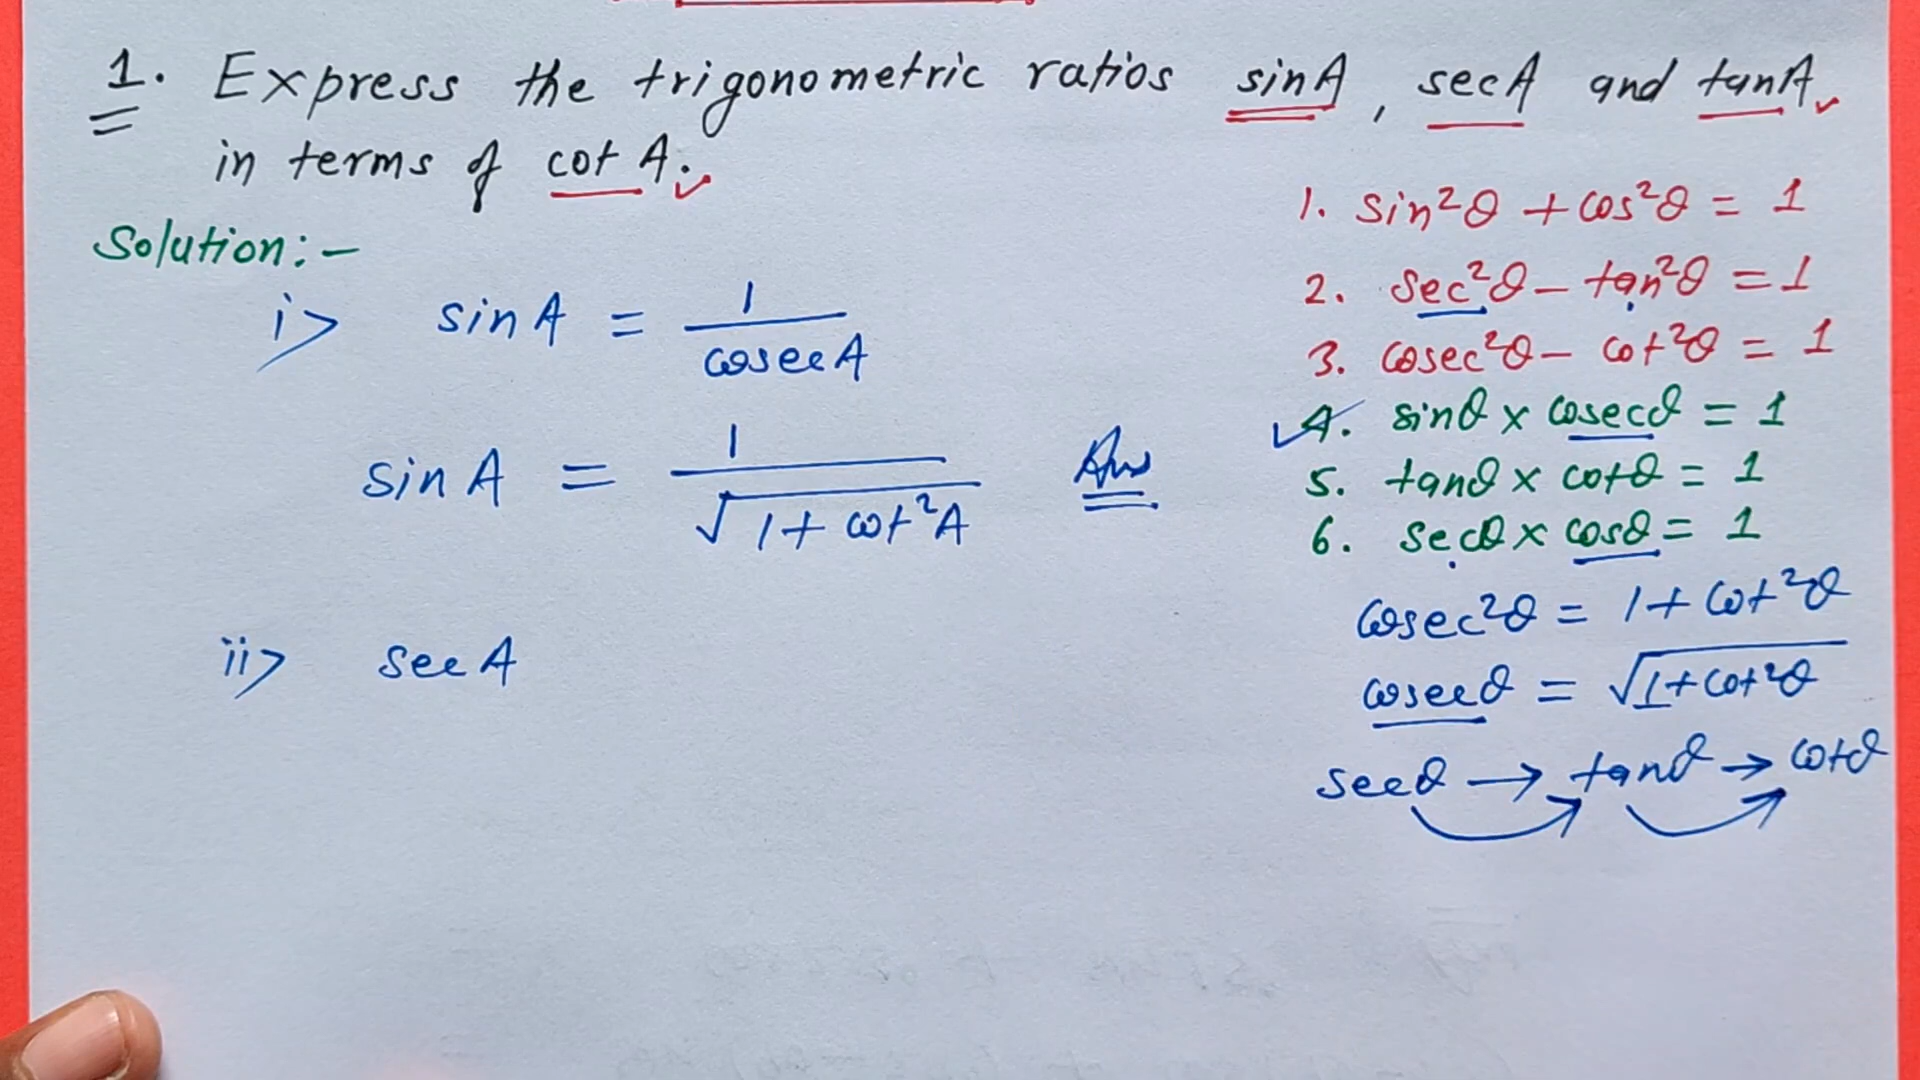 1. Express the trigonometric ratios sinA, secA and tanA
in terms of cot A.
Solution:-
i> sinA = 1/cosecA
sinA = 1/√(1+cot²A) Ans
ii> secA
1. sin²θ + cos²θ = 1
2. sec²θ - tan²θ = 1
3. cosec²θ - cot²θ = 1
4. sinθ × cosecθ = 1
5. tanθ × cotθ = 1
6. secθ × cosθ = 1
cosec²θ = 1 + cot²θ
cosecθ = √(1+cot²θ)
secθ → tanθ → cotθ